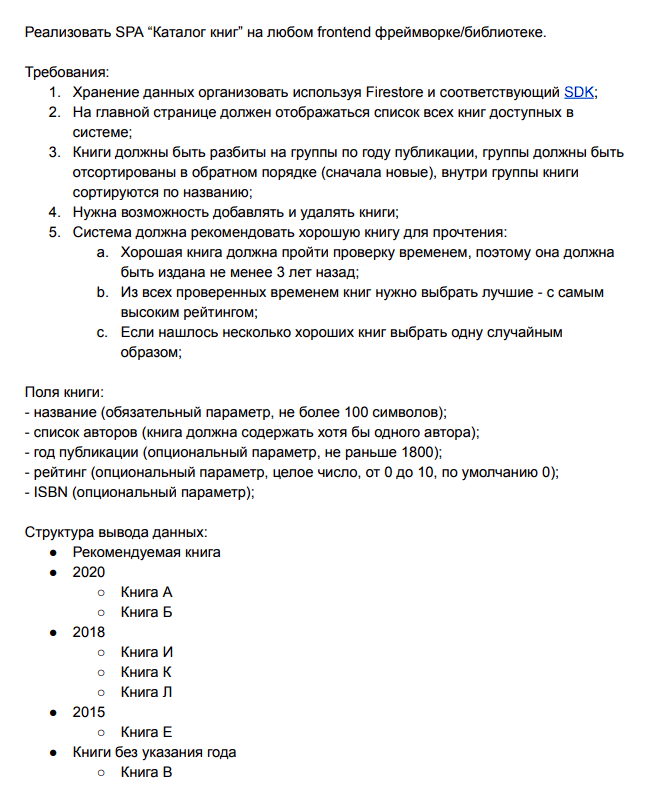 Реализовать SPA “Каталог книг” на любом frontend фреймворке/библиотеке.
Требования:
1. Хранение данных организовать используя Firestore и соответствующий SDK;
2. На главной странице должен отображаться список всех книг доступных в
системе;
3. Книги должны быть разбиты на группы по году публикации, группы должны быть
отсортированы в обратном порядке (сначала новые), внутри группы книги
сортируются по названию;
4. Нужна возможность добавлять и удалять книги;
5. Система должна рекомендовать хорошую книгу для прочтения:
a. Хорошая книга должна пройти проверку временем, поэтому она должна
быть издана не менее 3 лет назад;
b. Из всех проверенных временем книг нужно выбрать лучшие - с самым
высоким рейтингом;
c. Если нашлось несколько хороших книг выбрать одну случайным
образом;
Поля книги:
- название (обязательный параметр, не более 100 символов);
- список авторов (книга должна содержать хотя бы одного автора);
- год публикации (опциональный параметр, не раньше 1800);
- рейтинг (опциональный параметр, целое число, от 0 до 10, по умолчанию 0);
- ISBN (опциональный параметр);
Структура вывода данных:
● Рекомендуемая книга
● 2020
○ Книга А
○ Книга Б
● 2018
○ Книга И
○ Книга К
○ Книга Л
● 2015
○ Книга Е
● Книги без указания года
○ Книга В